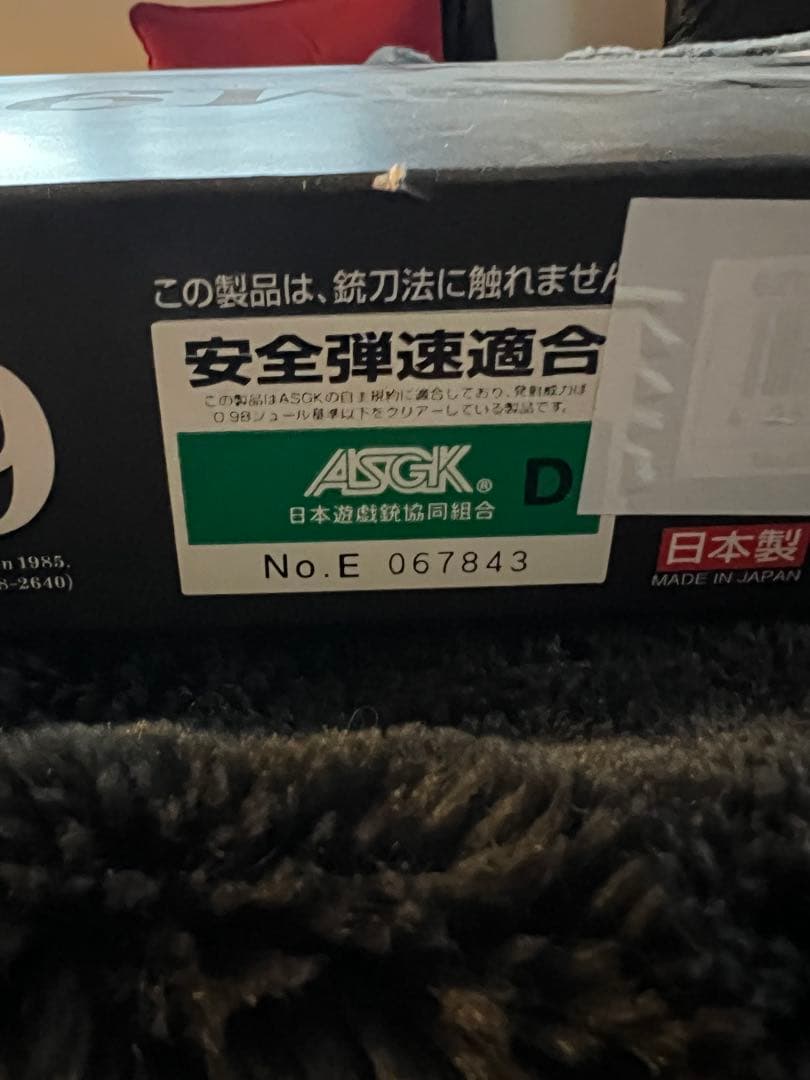 この製品は、銃刀法に触れません
安全弾速適合
この製品はASGKの自主規約に適合しており、発射威力は
0.98ジュール基準以下をクリアーしている製品です。
ASGK® D
日本遊戯銃協同組合
No.E 067843
9
n 1985.
8-2640)
日本製
MADE IN JAPAN